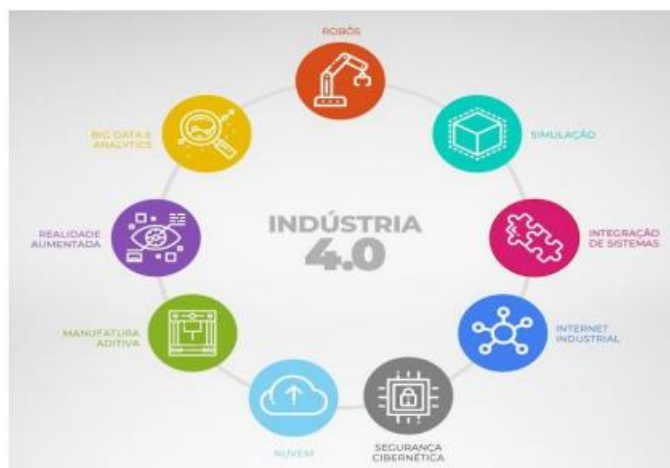 ROBÔS
BIG DATA E
ANALYTICS
SIMULAÇÃO
REALIDADE
AUMENTADA
INDÚSTRIA
4.0
INTEGRAÇÃO
DE SISTEMAS
MANUFATURA
ADITIVA
INTERNET
INDUSTRIAL
NUVEM
SEGURANÇA
CIBERNÉTICA